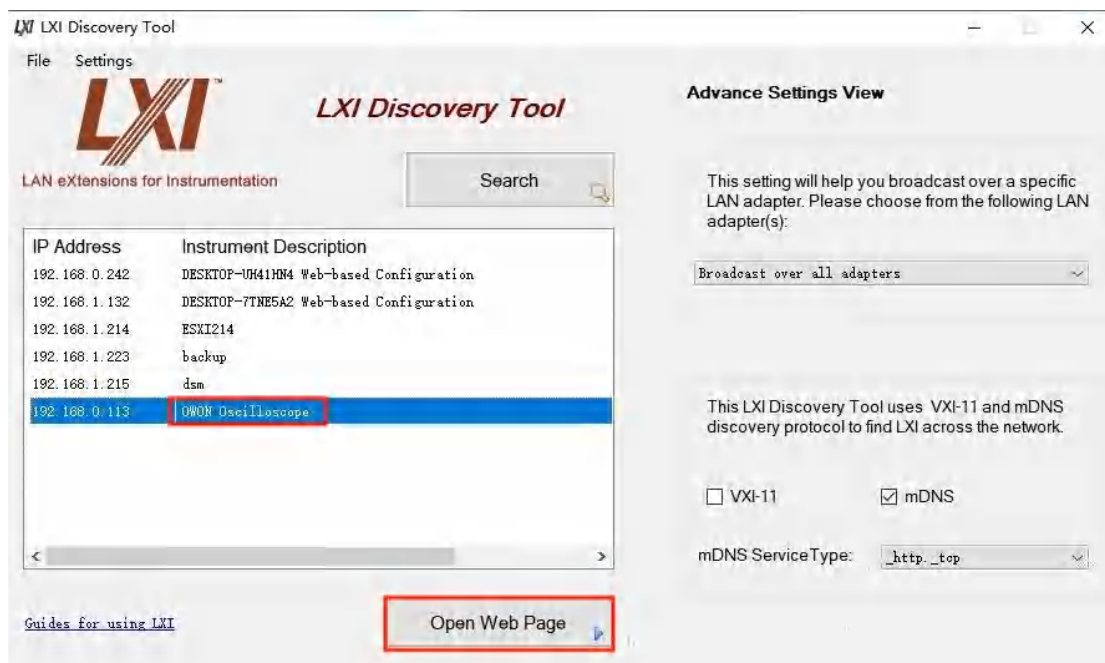 LXI LXI Discovery Tool
File Settings
LXI™
LAN eXtensions for Instrumentation
LXI Discovery Tool
Search
IP Address Instrument Description
192.168.0.242 DESKTOP-UH41HN4 Web-based Configuration
192.168.1.132 DESKTOP-7TNE5A2 Web-based Configuration
192.168.1.214 ESXI214
192.168.1.223 backup
192.168.1.215 dsm
192.168.0.113 OWON Oscilloscope
Guides for using LXI
Open Web Page
Advance Settings View
This setting will help you broadcast over a specific
LAN adapter. Please choose from the following LAN
adapter(s):
Broadcast over all adapters
This LXI Discovery Tool uses VXI-11 and mDNS
discovery protocol to find LXI across the network.
VXI-11 mDNS
mDNS ServiceType: _http._tcp